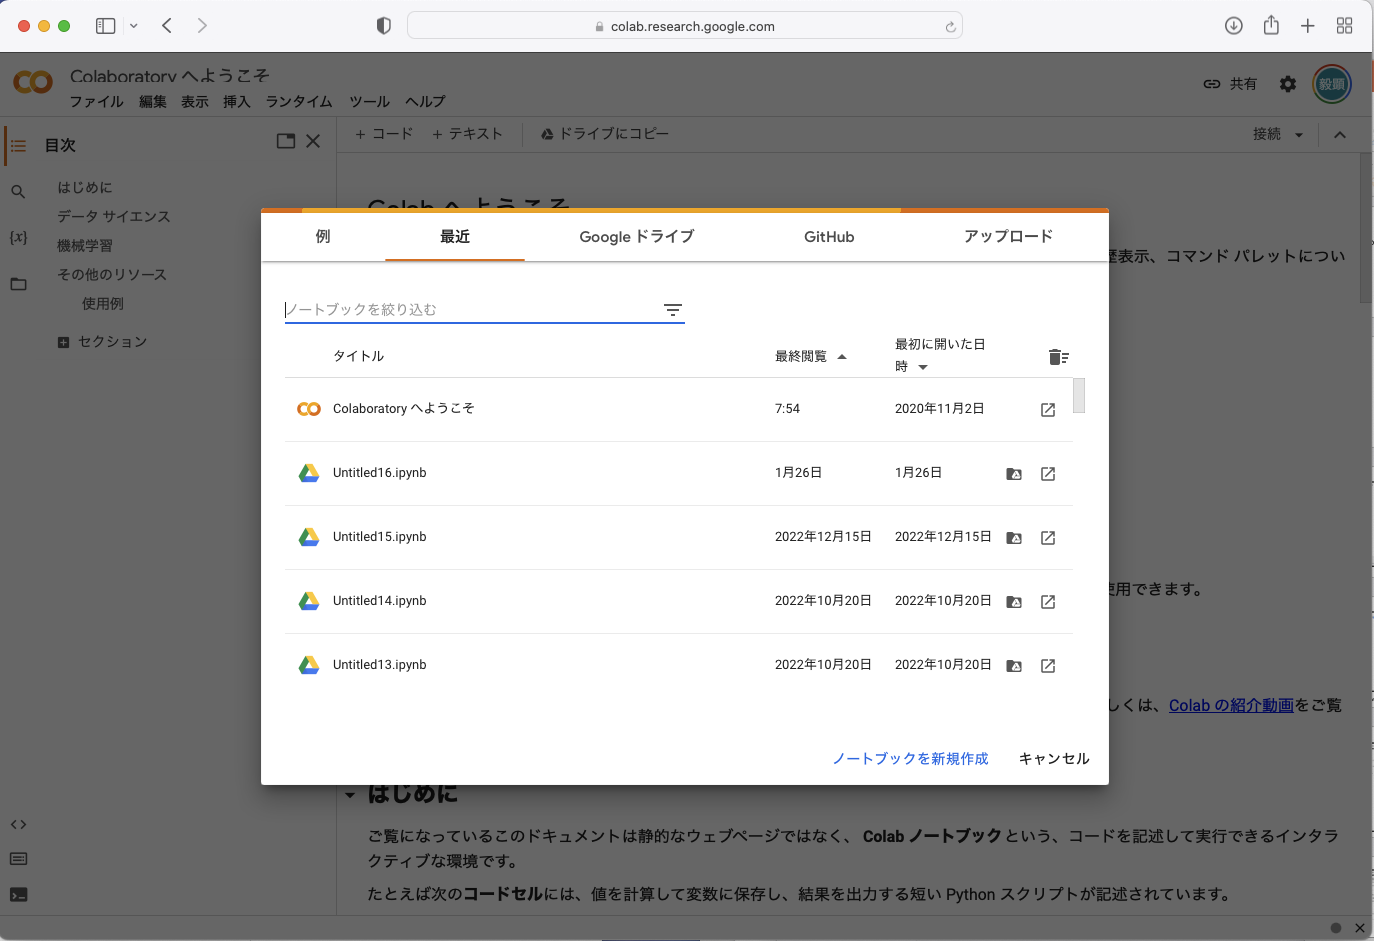 colab.research.google.com
Colaboratory へようこそ
ファイル 編集 表示 挿入 ランタイム ツール ヘルプ
共有
毅顕
目次
+ コード + テキスト ドライブにコピー
接続
はじめに
データ サイエンス
機械学習
その他のリソース
使用例
セクション
{x}
Colab へようこそ
歴表示、コマンド パレットについ
例 最近 Google ドライブ GitHub アップロード
ノートブックを絞り込む
タイトル 最終閲覧 最初に開いた日
時
Colaboratory へようこそ 7:54 2020年11月2日
Untitled16.ipynb 1月26日 1月26日
Untitled15.ipynb 2022年12月15日 2022年12月15日
Untitled14.ipynb 2022年10月20日 2022年10月20日
使用できます。
Untitled13.ipynb 2022年10月20日 2022年10月20日
しくは、Colab の紹介動画をご覧
ノートブックを新規作成 キャンセル
はじめに
ご覧になっているこのドキュメントは静的なウェブページではなく、Colab ノートブックという、コードを記述して実行できるインタラ
クティブな環境です。
たとえば次のコードセルには、値を計算して変数に保存し、結果を出力する短い Python スクリプトが記述されています。